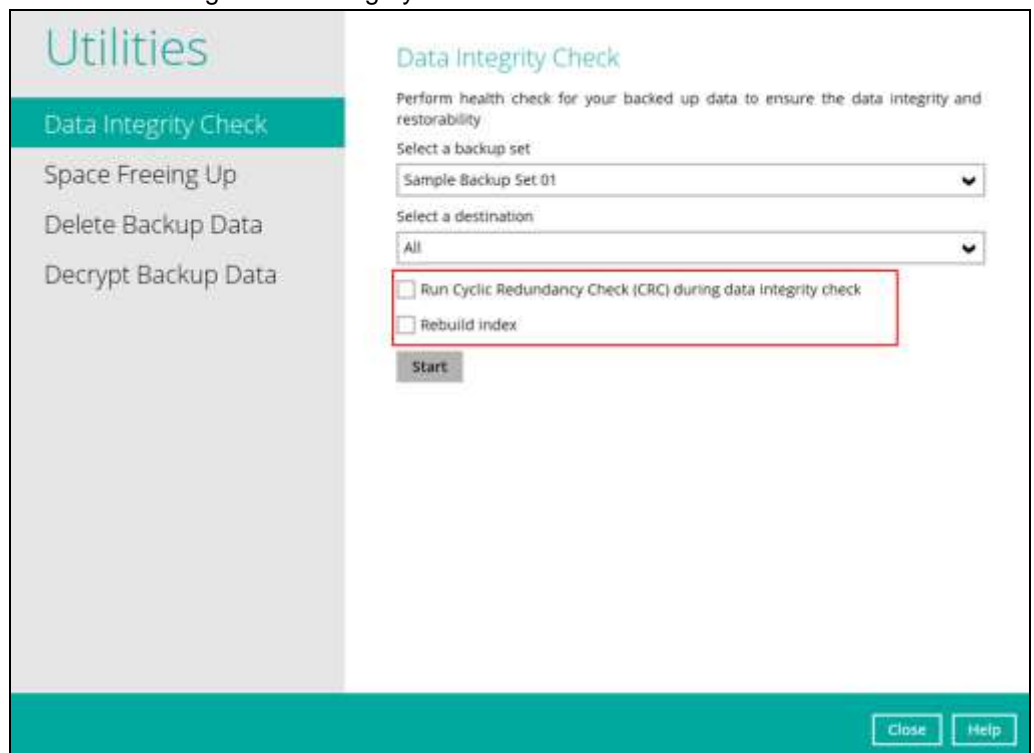 Utilities
Data Integrity Check
Space Freeing Up
Delete Backup Data
Decrypt Backup Data
Data Integrity Check
Perform health check for your backed up data to ensure the data integrity and
restorability
Select a backup set
Sample Backup Set 01
Select a destination
All
Run Cyclic Redundancy Check (CRC) during data integrity check
Rebuild index
Start
Close
Help